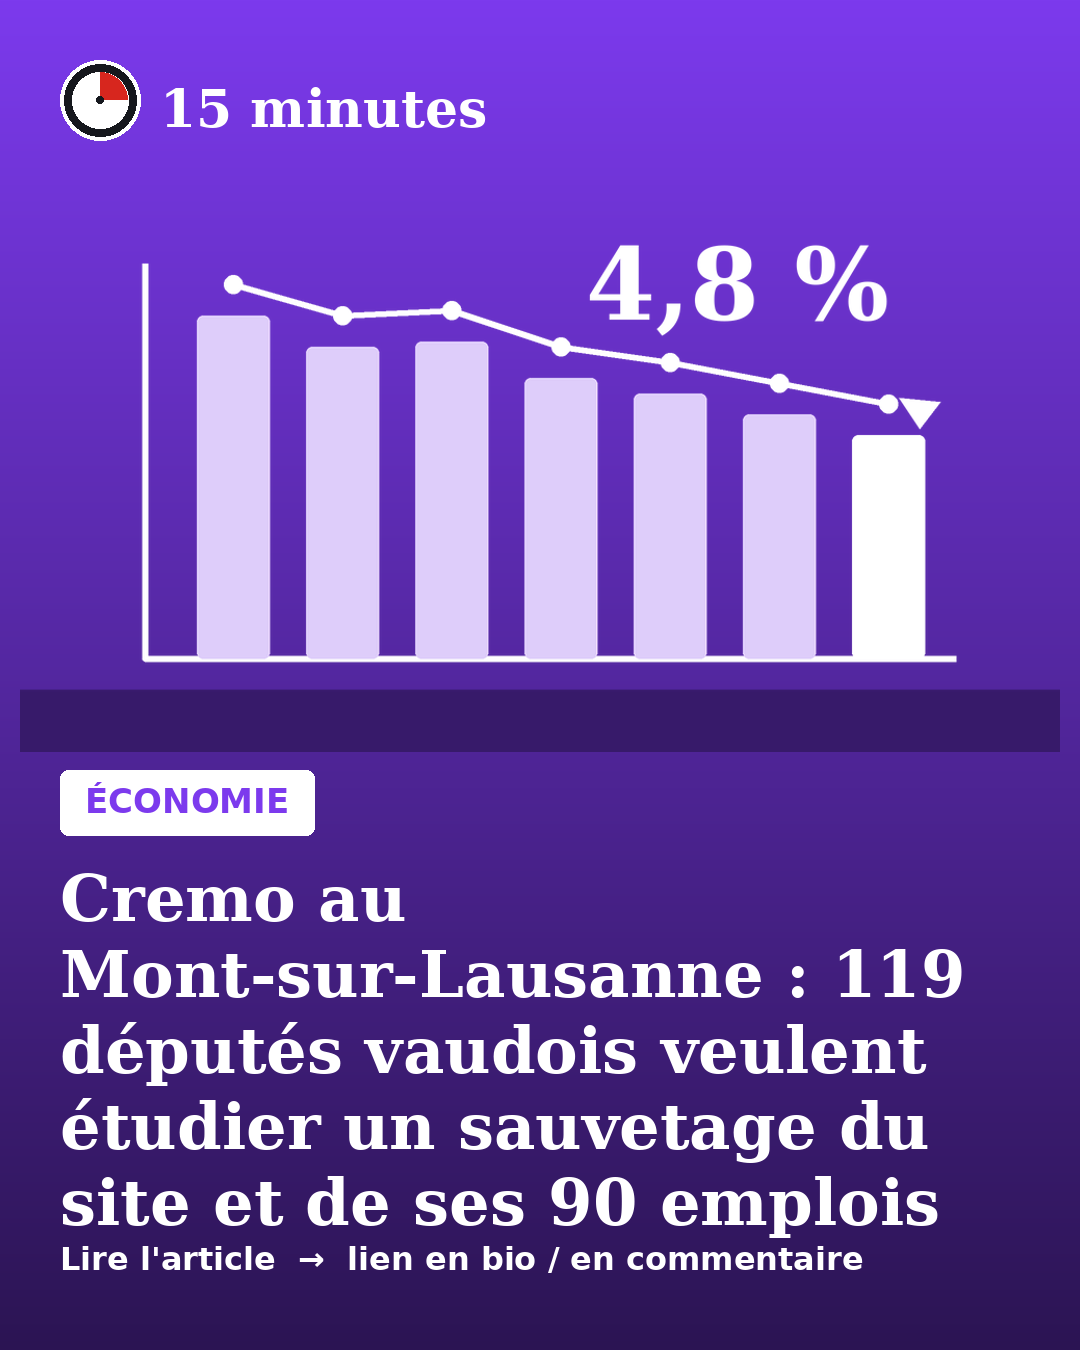 15 minutes
4,8 %
ÉCONOMIE
Cremo au
Mont-sur-Lausanne : 119
députés vaudois veulent
étudier un sauvetage du
site et de ses 90 emplois
Lire l'article → lien en bio / en commentaire